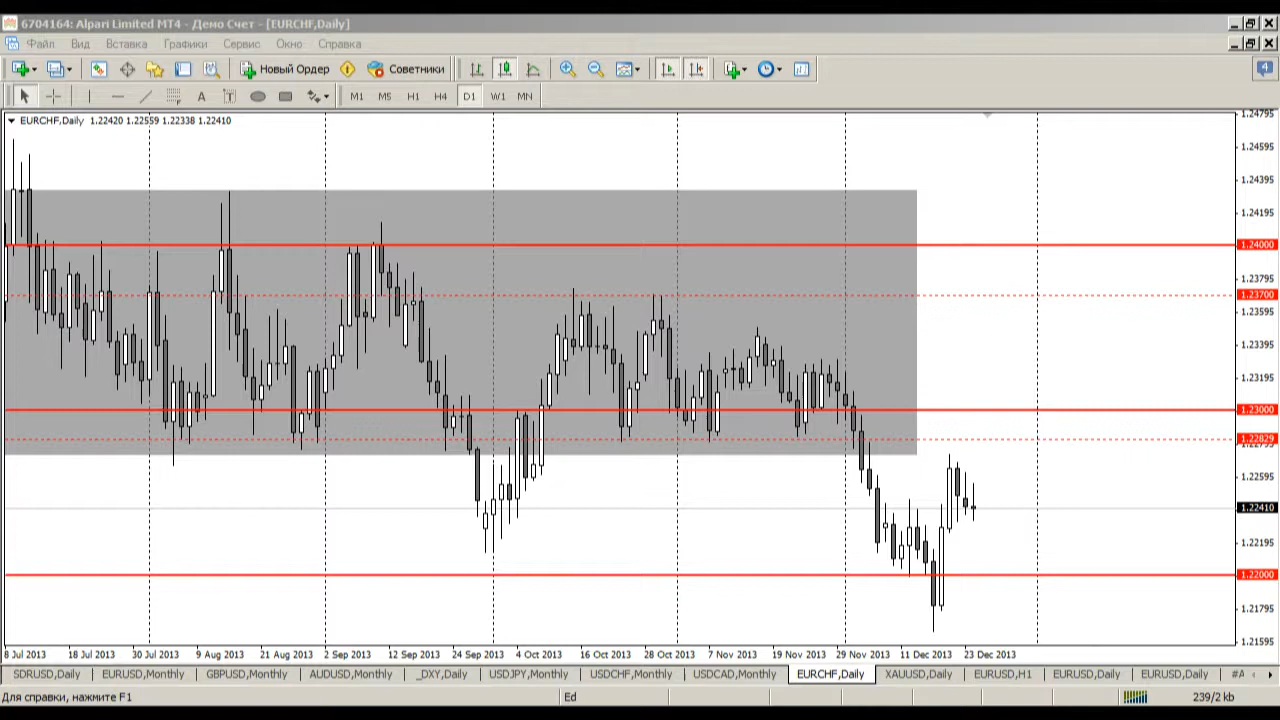 6704164: Alpari Limited MT4 - Демо Счет - [EURCHF,Daily]
Файл Вид Вставка Графики Сервис Окно Справка
Новый Ордер Советники 4
A T M1 M5 H1 H4 D1 W1 MN
EURCHF,Daily 1.22420 1.22559 1.22338 1.22410
1.24795
1.24595
1.24395
1.24195
1.24000
1.23795
1.23700
1.23595
1.23395
1.23195
1.23000
1.22829
1.22595
1.22410
1.22195
1.22000
1.21795
1.21595
8 Jul 2013 18 Jul 2013 30 Jul 2013 9 Aug 2013 21 Aug 2013 2 Sep 2013 12 Sep 2013 24 Sep 2013 4 Oct 2013 16 Oct 2013 28 Oct 2013 7 Nov 2013 19 Nov 2013 29 Nov 2013 11 Dec 2013 23 Dec 2013
SDRUSD,Daily EURUSD,Monthly GBPUSD,Monthly AUDUSD,Monthly _DXY,Daily USDJPY,Monthly USDCHF,Monthly USDCAD,Monthly EURCHF,Daily XAUUSD,Daily EURUSD,H1 EURUSD,Daily EURUSD,Daily #A
Для справки, нажмите F1 Ed 239/2 kb